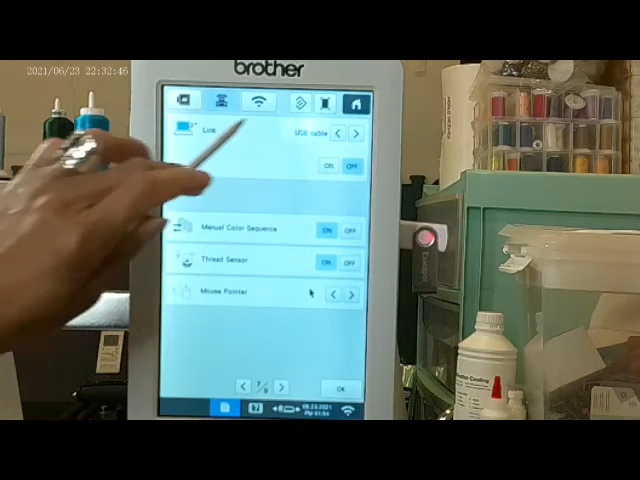 2021/06/23 22:32:46
brother
Link
USB cable
ON OFF
Manual Color Sequence
ON OFF
Thread Sensor
ON OFF
Mouse Pointer
OK